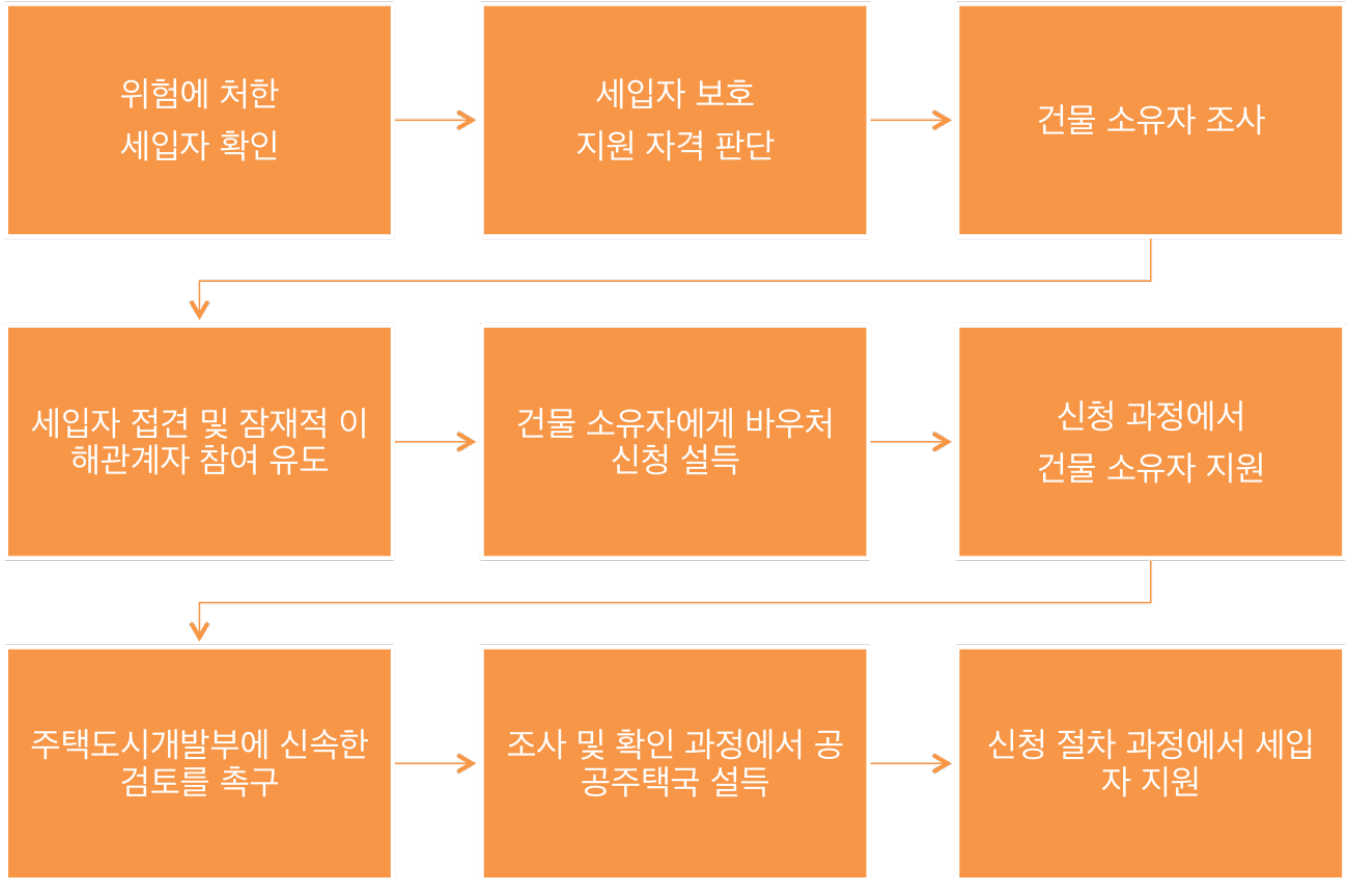 위험에 처한
세입자 확인
세입자 보호
지원 자격 판단
건물 소유자 조사
세입자 접견 및 잠재적 이
해관계자 참여 유도
건물 소유자에게 바우처
신청 설득
신청 과정에서
건물 소유자 지원
주택도시개발부에 신속한
검토를 촉구
조사 및 확인 과정에서 공
공주택국 설득
신청 절차 과정에서 세입
자 지원